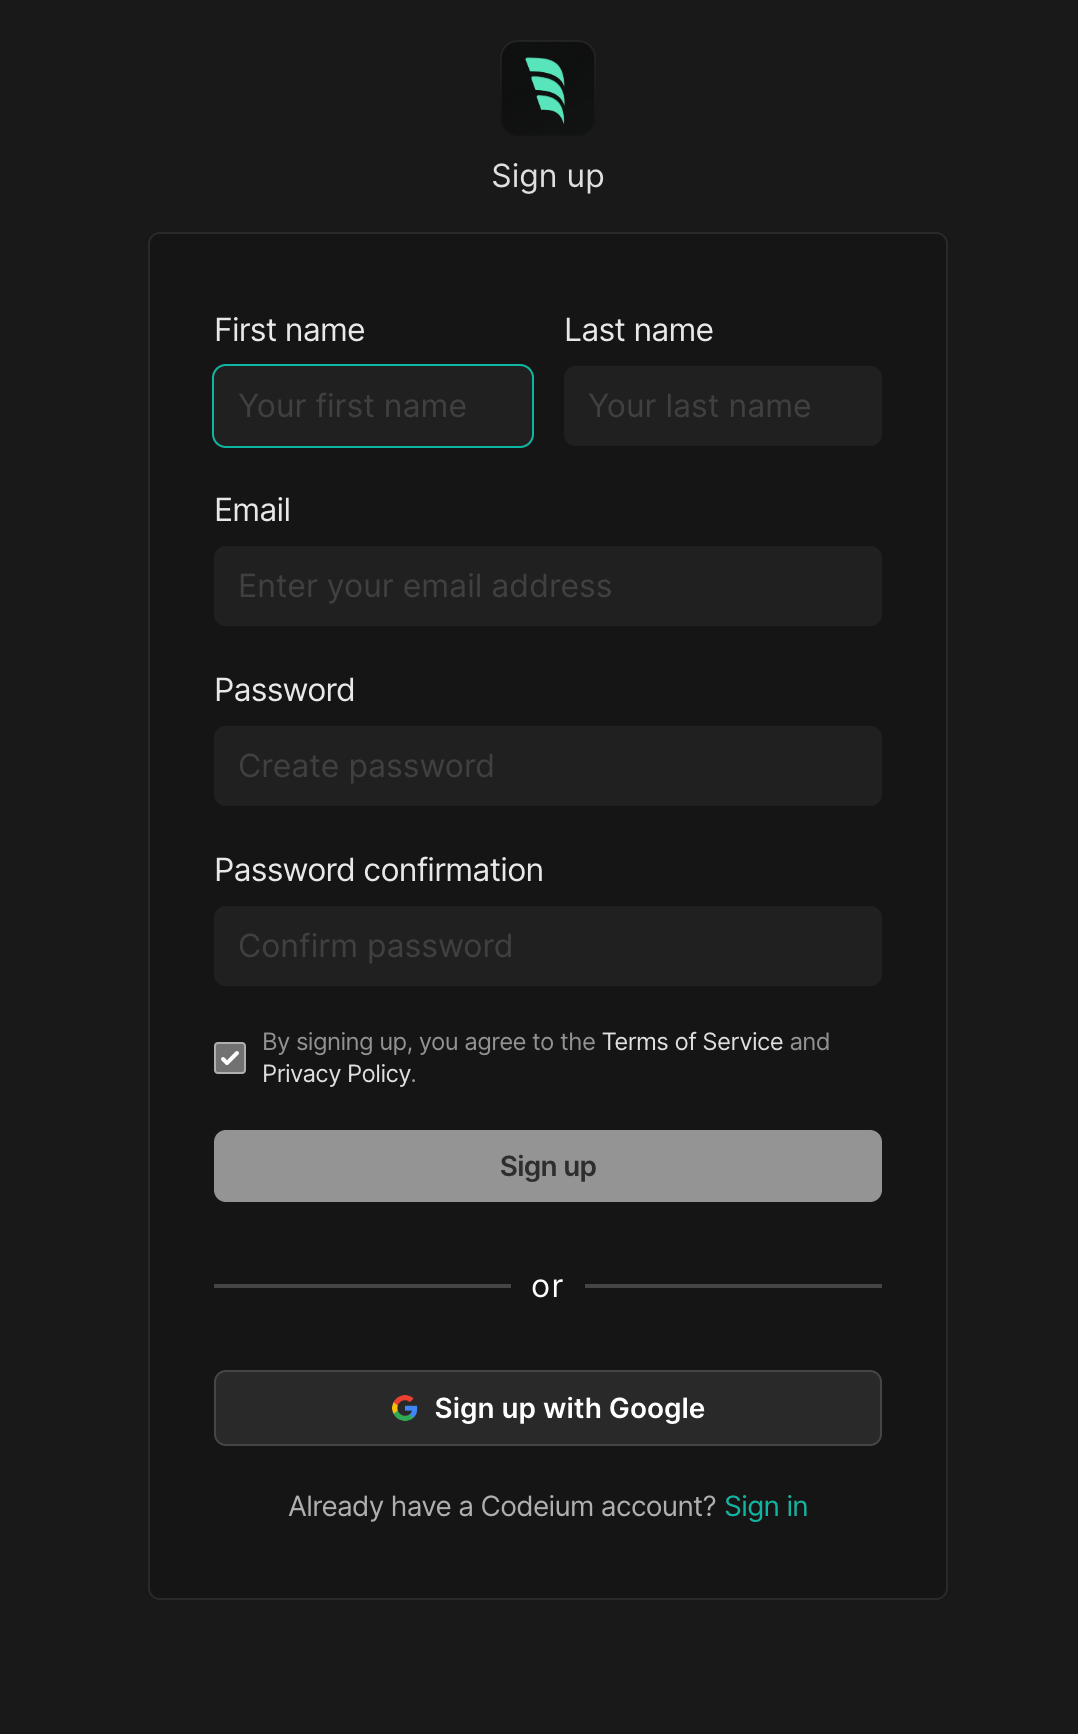 Sign up
First name
Last name
Your first name
Your last name
Email
Enter your email address
Password
Create password
Password confirmation
Confirm password
By signing up, you agree to the Terms of Service and
Privacy Policy.
Sign up
or
Sign up with Google
Already have a Codeium account? Sign in